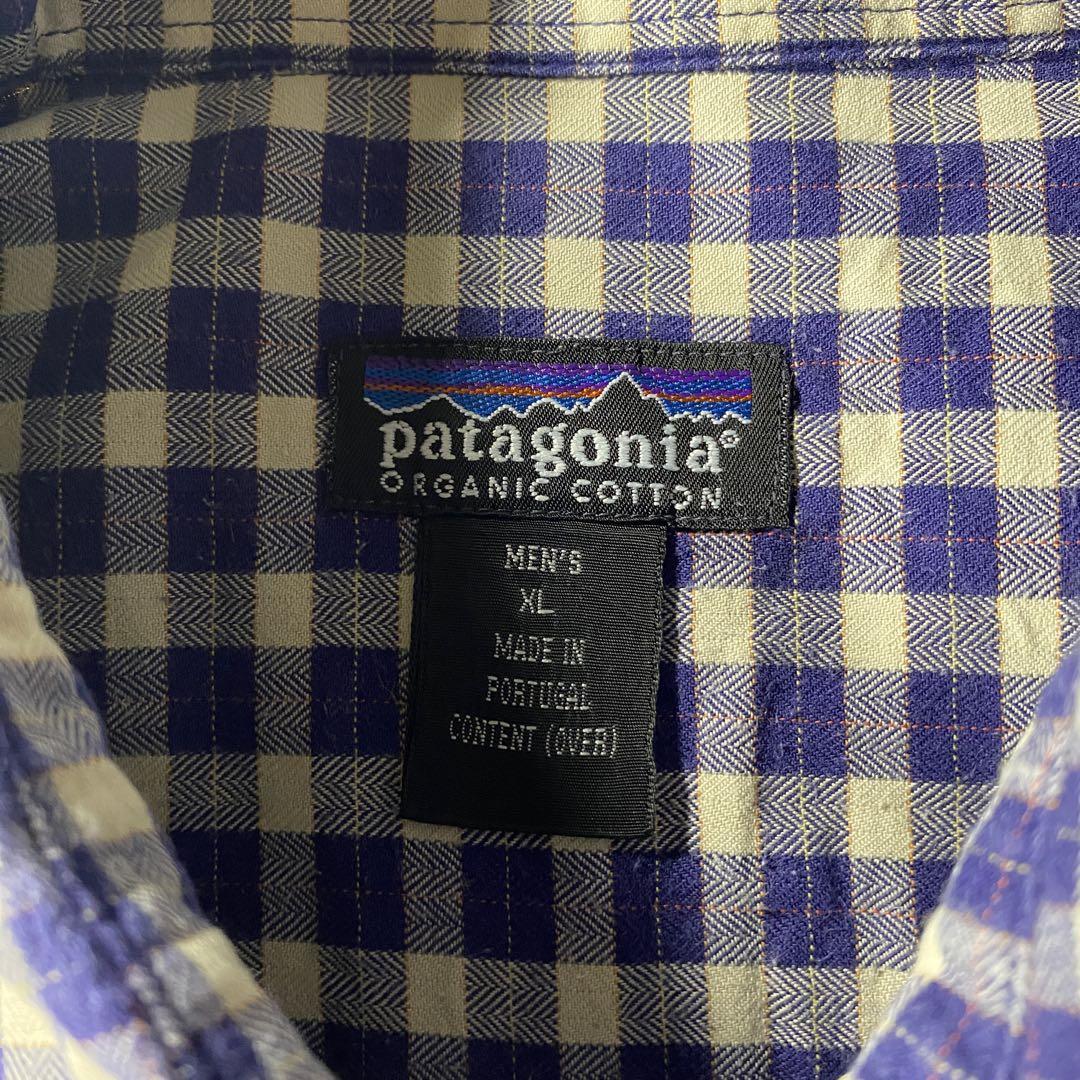 patagonia®
ORGANIC COTTON
MEN'S
XL
MADE IN
PORTUGAL
CONTENT (OVER)